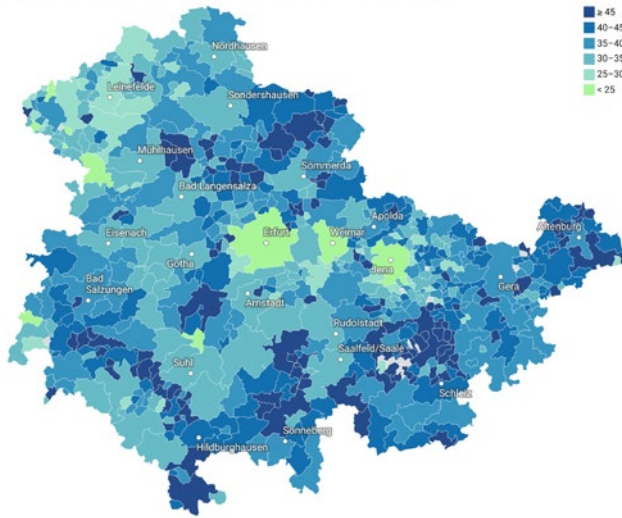 ≥ 45
40-45
35-40
30-35
25-30
< 25
Nordhausen
Leinefelde
Sondershausen
Mühlhausen
Sömmerda
Bad Langensalza
Apolda
Altenburg
Eisenach
Erfurt
Weimar
Jena
Gotha
Gera
Bad
Salzungen
Arnstadt
Rudolstadt
Saalfeld/Saale
Suhl
Schleiz
Hildburghausen
Sonneberg